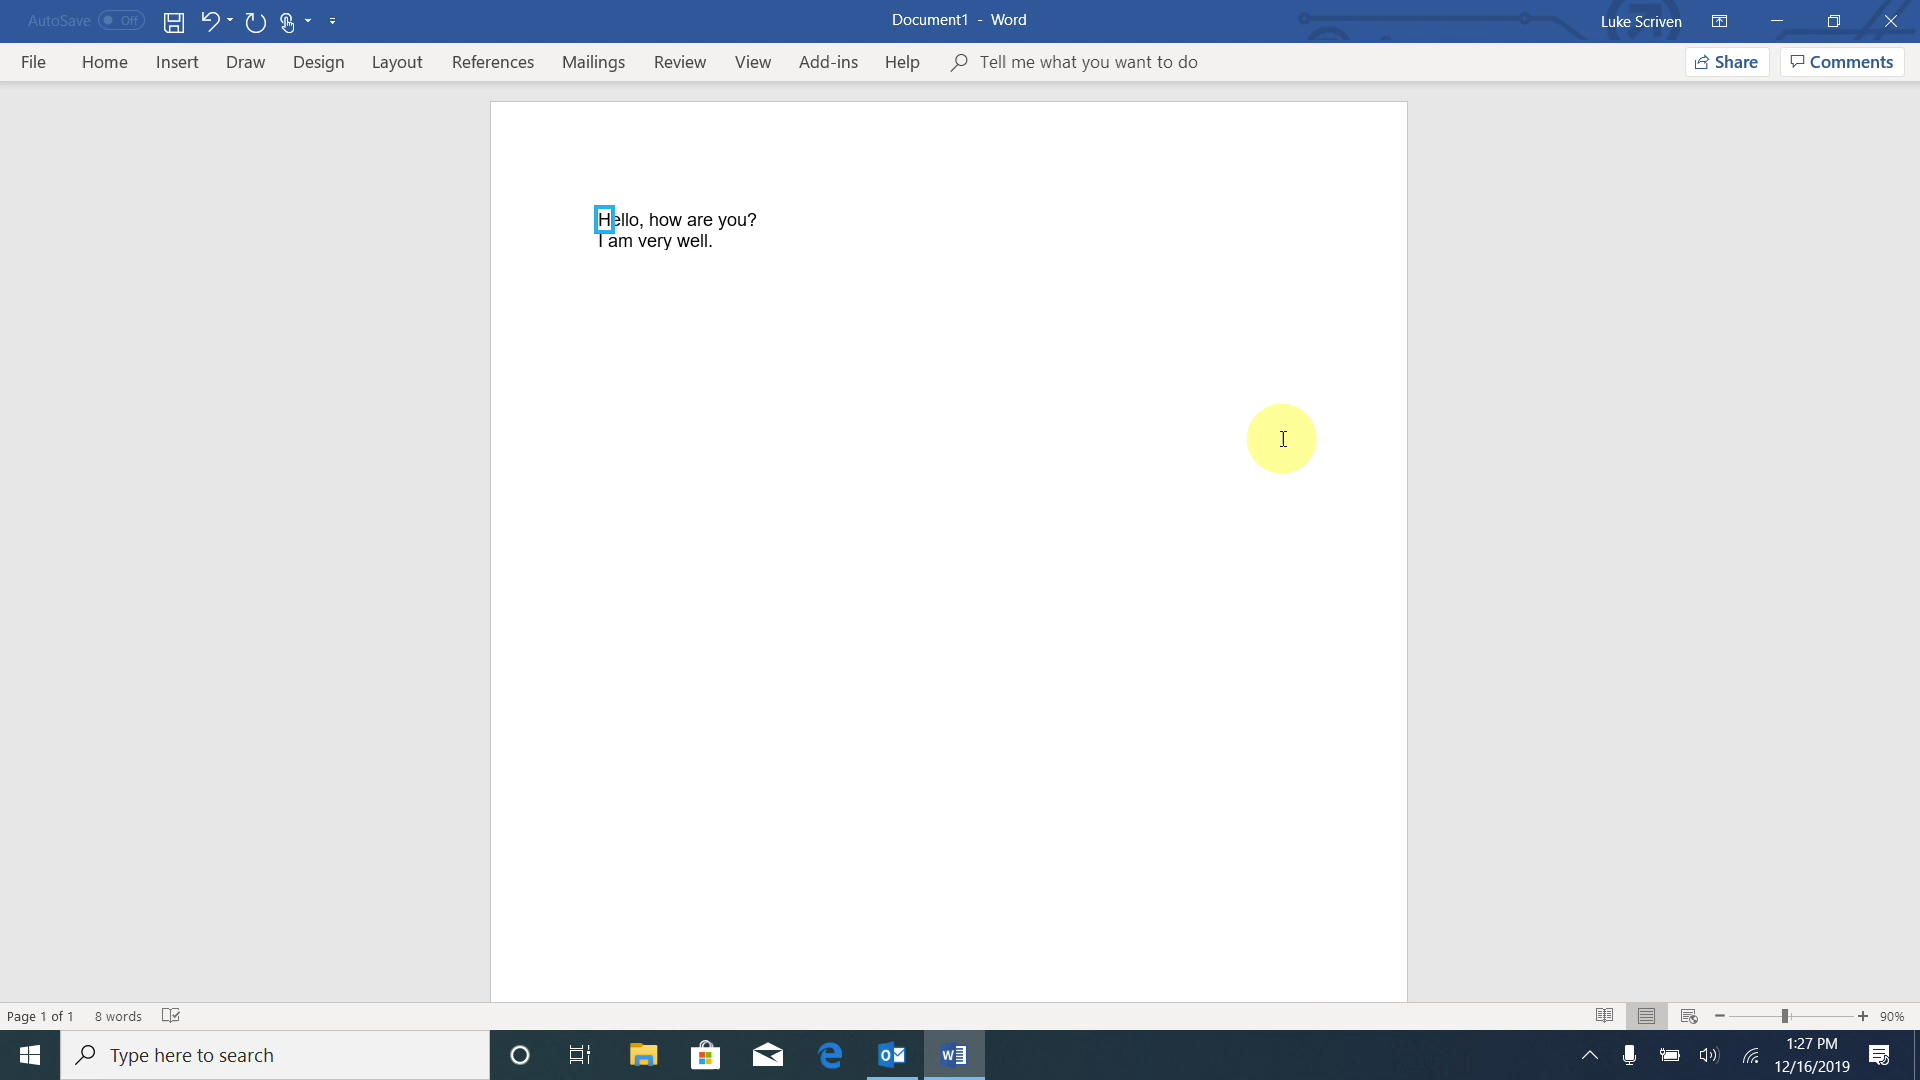 AutoSave Off
Document1 - Word
Luke Scriven
File Home Insert Draw Design Layout References Mailings Review View Add-ins Help Tell me what you want to do
Share Comments
Hello, how are you?
I am very well.
Page 1 of 1 8 words
90%
Type here to search
1:27 PM
12/16/2019